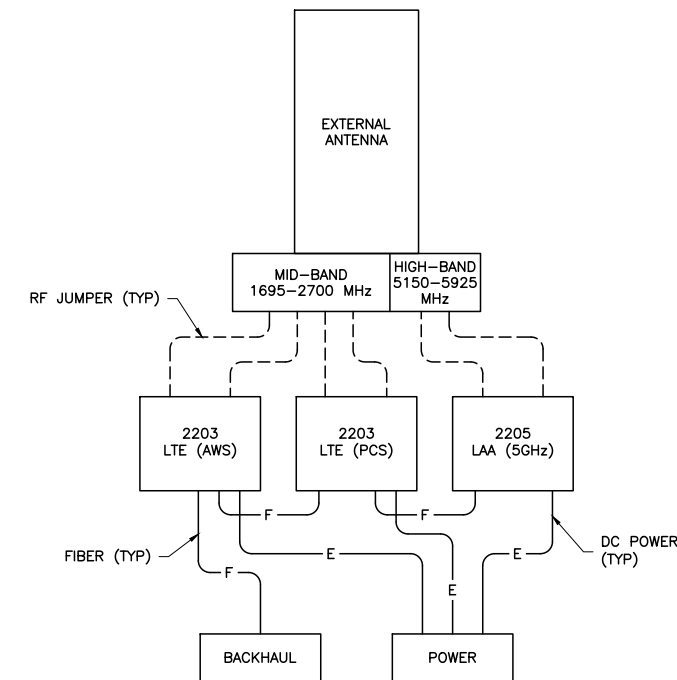 EXTERNAL
ANTENNA
MID-BAND
1695-2700 MHz
HIGH-BAND
5150-5925
MHz
RF JUMPER (TYP)
2203
LTE (AWS)
2203
LTE (PCS)
2205
LAA (5GHz)
F
F
DC POWER
(TYP)
FIBER (TYP)
E
E
F
E
BACKHAUL
POWER